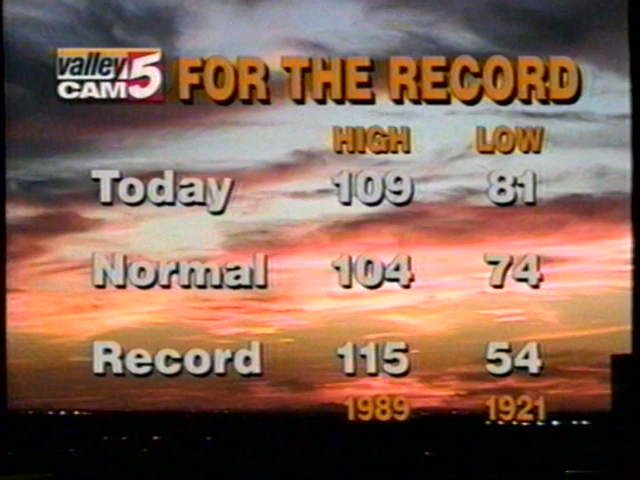 valley 5
CAM
FOR THE RECORD
HIGH LOW
Today 109 81
Normal 104 74
Record 115 54
1989 1921